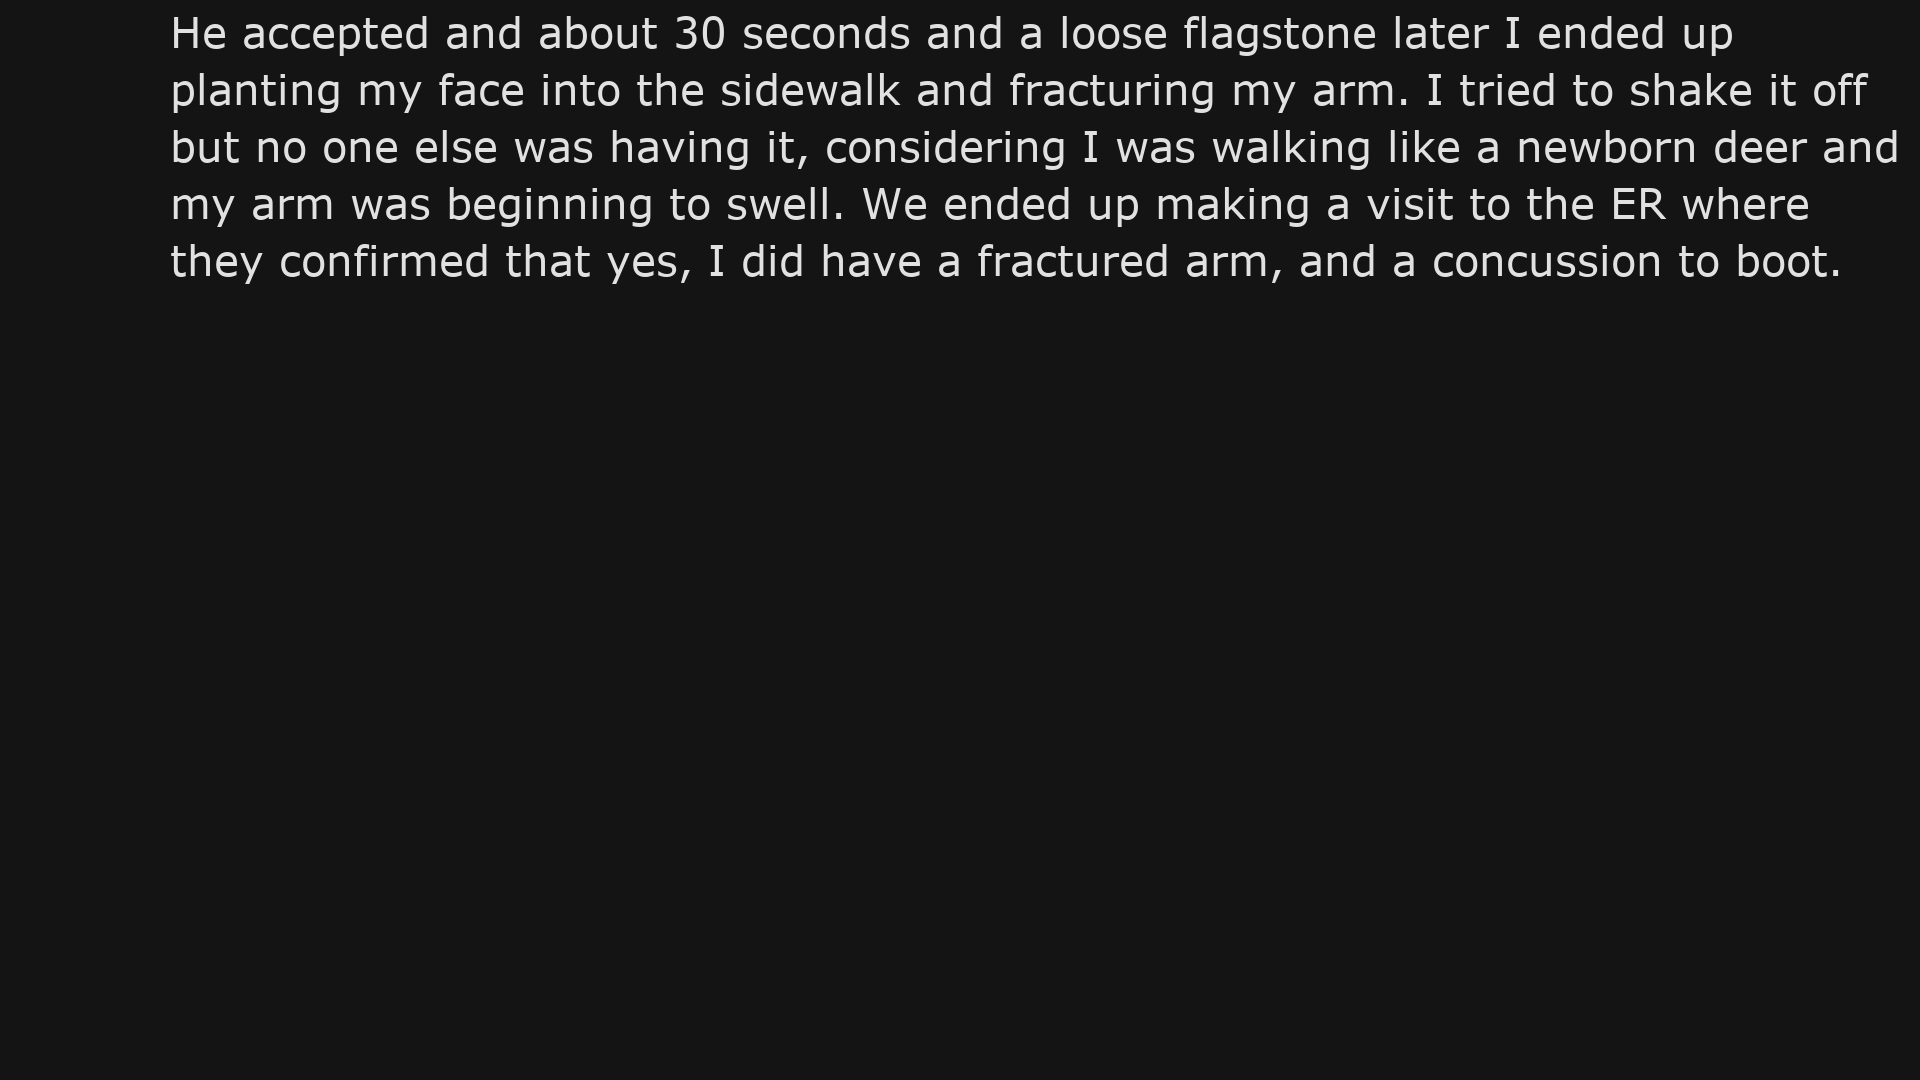 He accepted and about 30 seconds and a loose flagstone later I ended up
planting my face into the sidewalk and fracturing my arm. I tried to shake it off
but no one else was having it, considering I was walking like a newborn deer and
my arm was beginning to swell. We ended up making a visit to the ER where
they confirmed that yes, I did have a fractured arm, and a concussion to boot.